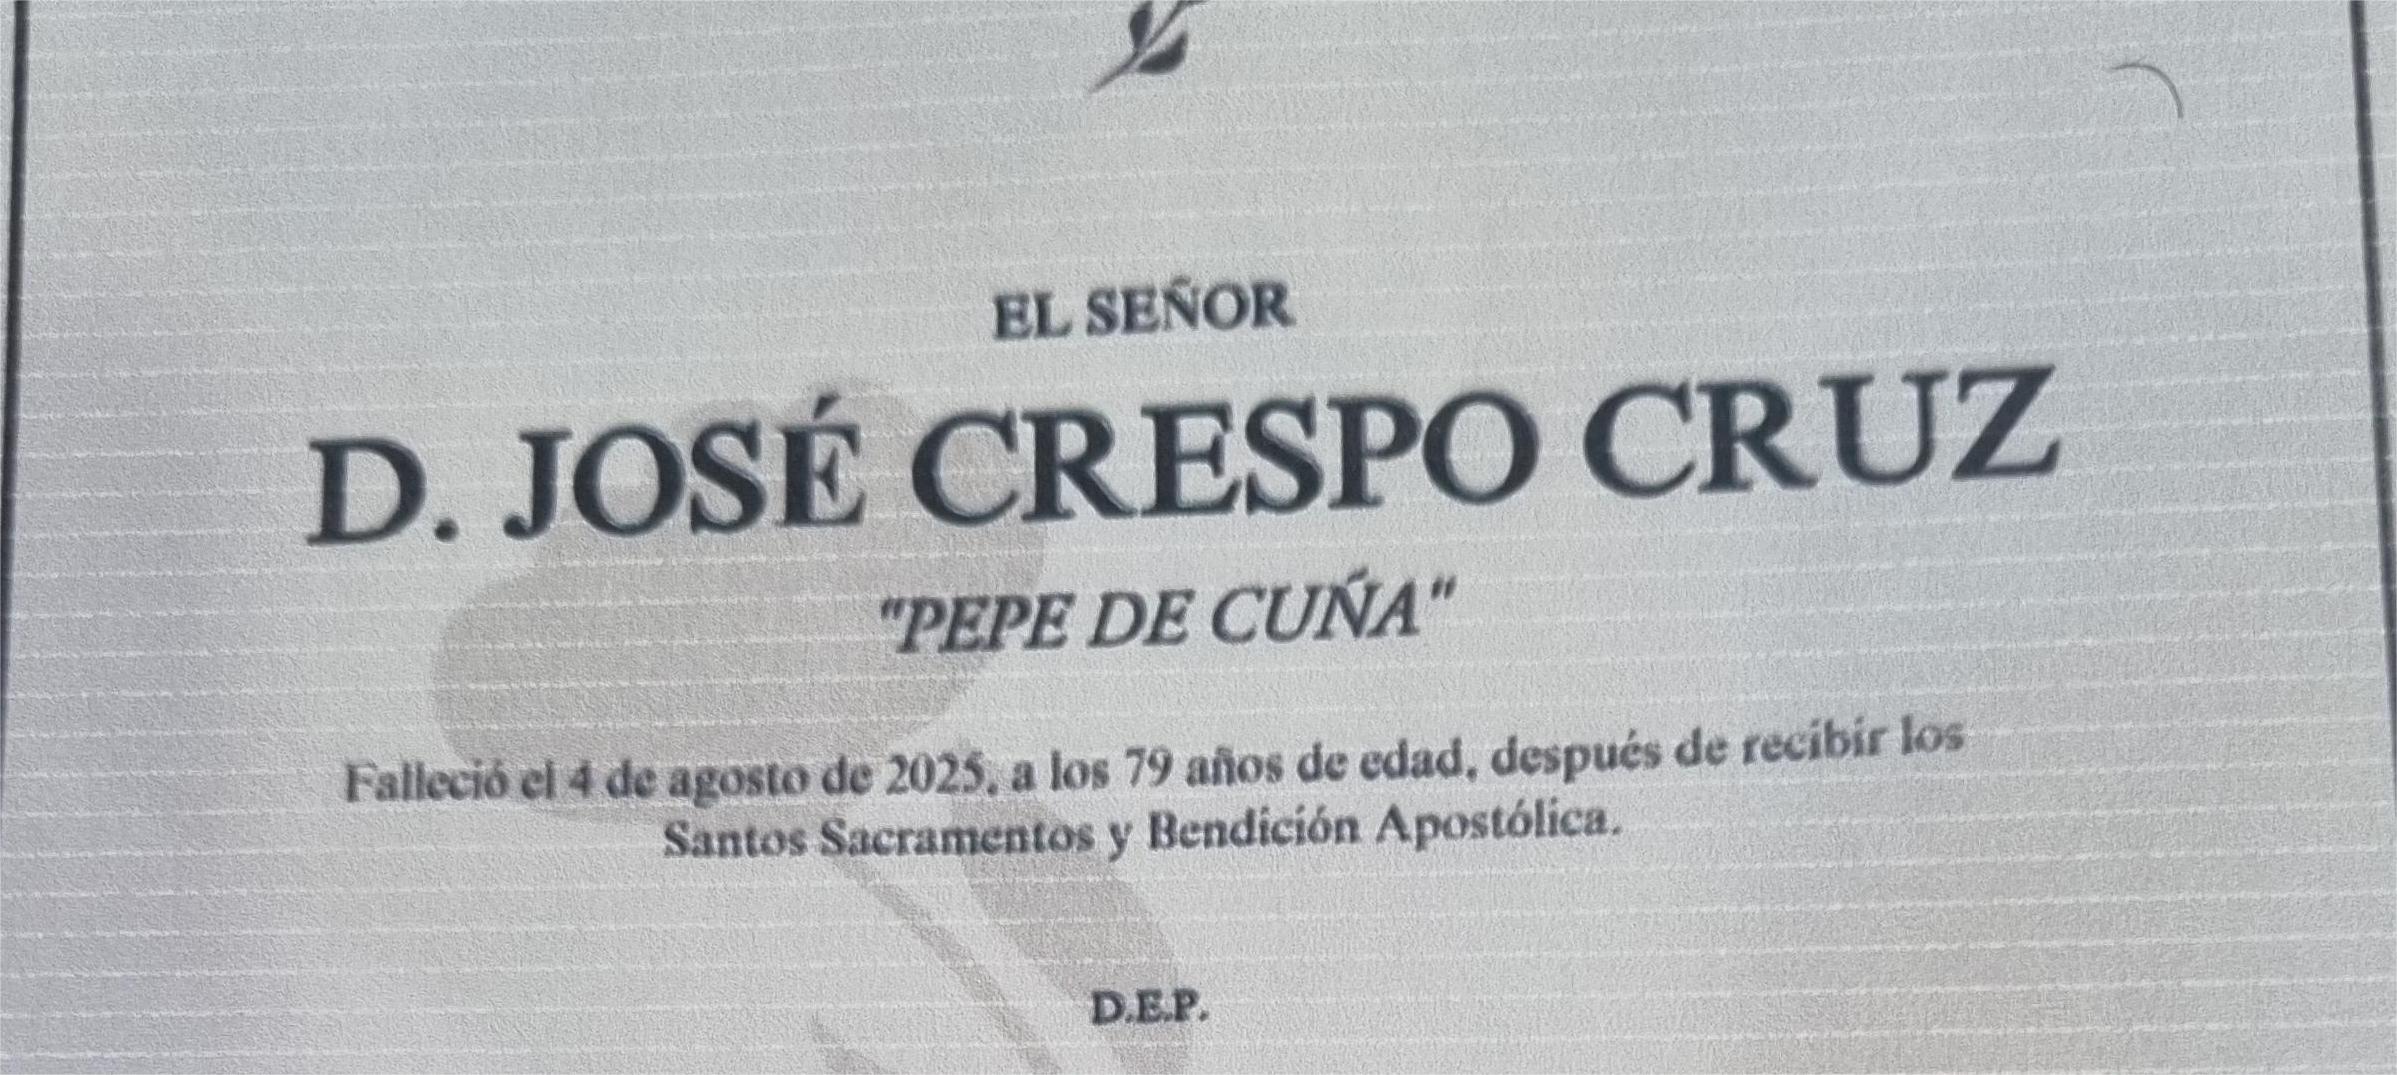 EL SEÑOR
D. JOSÉ CRESPO CRUZ
"PEPE DE CUÑA"
Falleció el 4 de agosto de 2025, a los 79 años de edad, después de recibir los
Santos Sacramentos y Bendición Apostólica.
D.E.P.